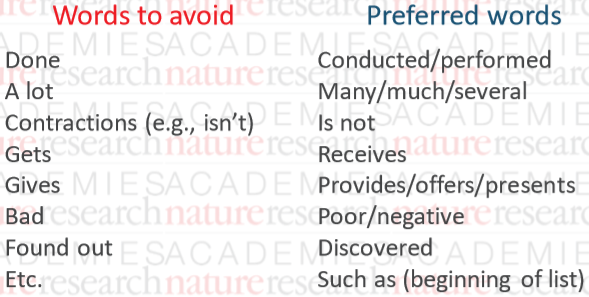 Words to avoid Preferred words
Done Conducted/performed
A lot Many/much/several
Contractions (e.g., isn’t) Is not
Gets Receives
Gives Provides/offers/presents
Bad Poor/negative
Found out Discovered
Etc. Such as (beginning of list)